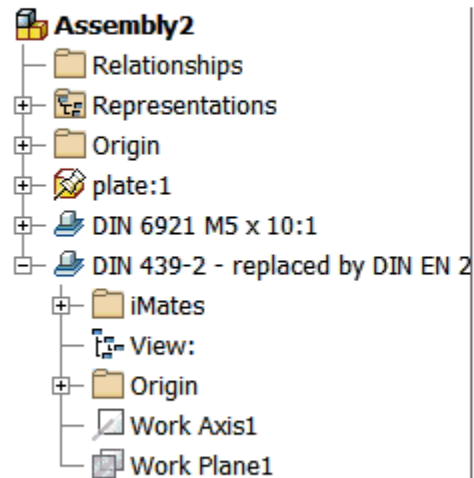 Assembly2
Relationships
Representations
Origin
plate:1
DIN 6921 M5 x 10:1
DIN 439-2 - replaced by DIN EN 2
iMates
View:
Origin
Work Axis1
Work Plane1